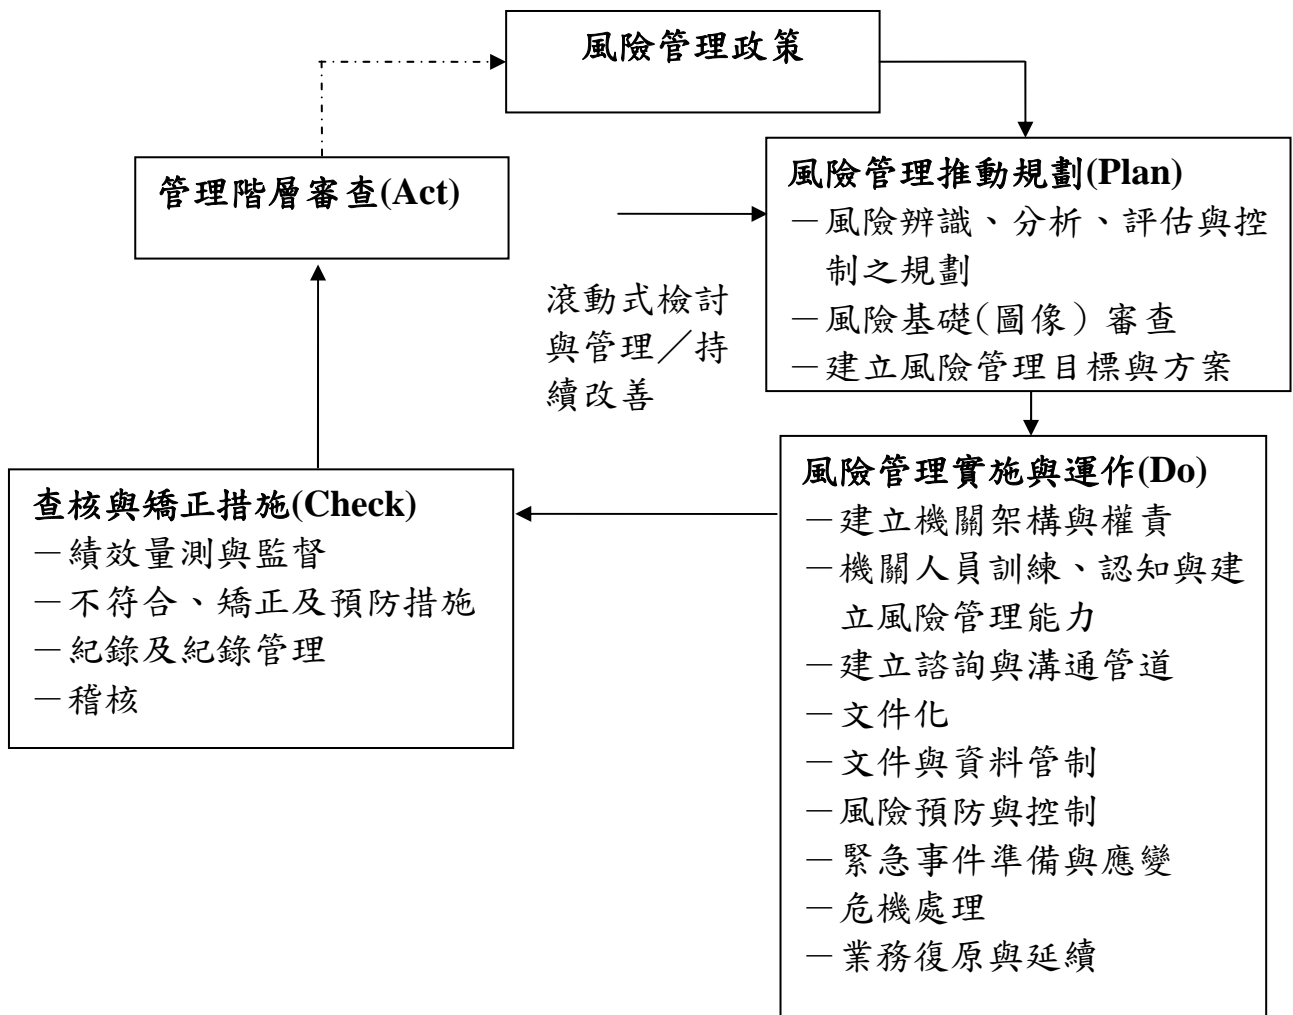 風險管理政策
管理階層審查(Act)
風險管理推動規劃(Plan)
－風險辨識、分析、評估與控
制之規劃
－風險基礎(圖像) 審查
－建立風險管理目標與方案
滾動式檢討
與管理／持
續改善
風險管理實施與運作(Do)
－建立機關架構與權責
－機關人員訓練、認知與建
立風險管理能力
－建立諮詢與溝通管道
－文件化
－文件與資料管制
－風險預防與控制
－緊急事件準備與應變
－危機處理
－業務復原與延續
查核與矯正措施(Check)
－績效量測與監督
－不符合、矯正及預防措施
－紀錄及紀錄管理
－稽核